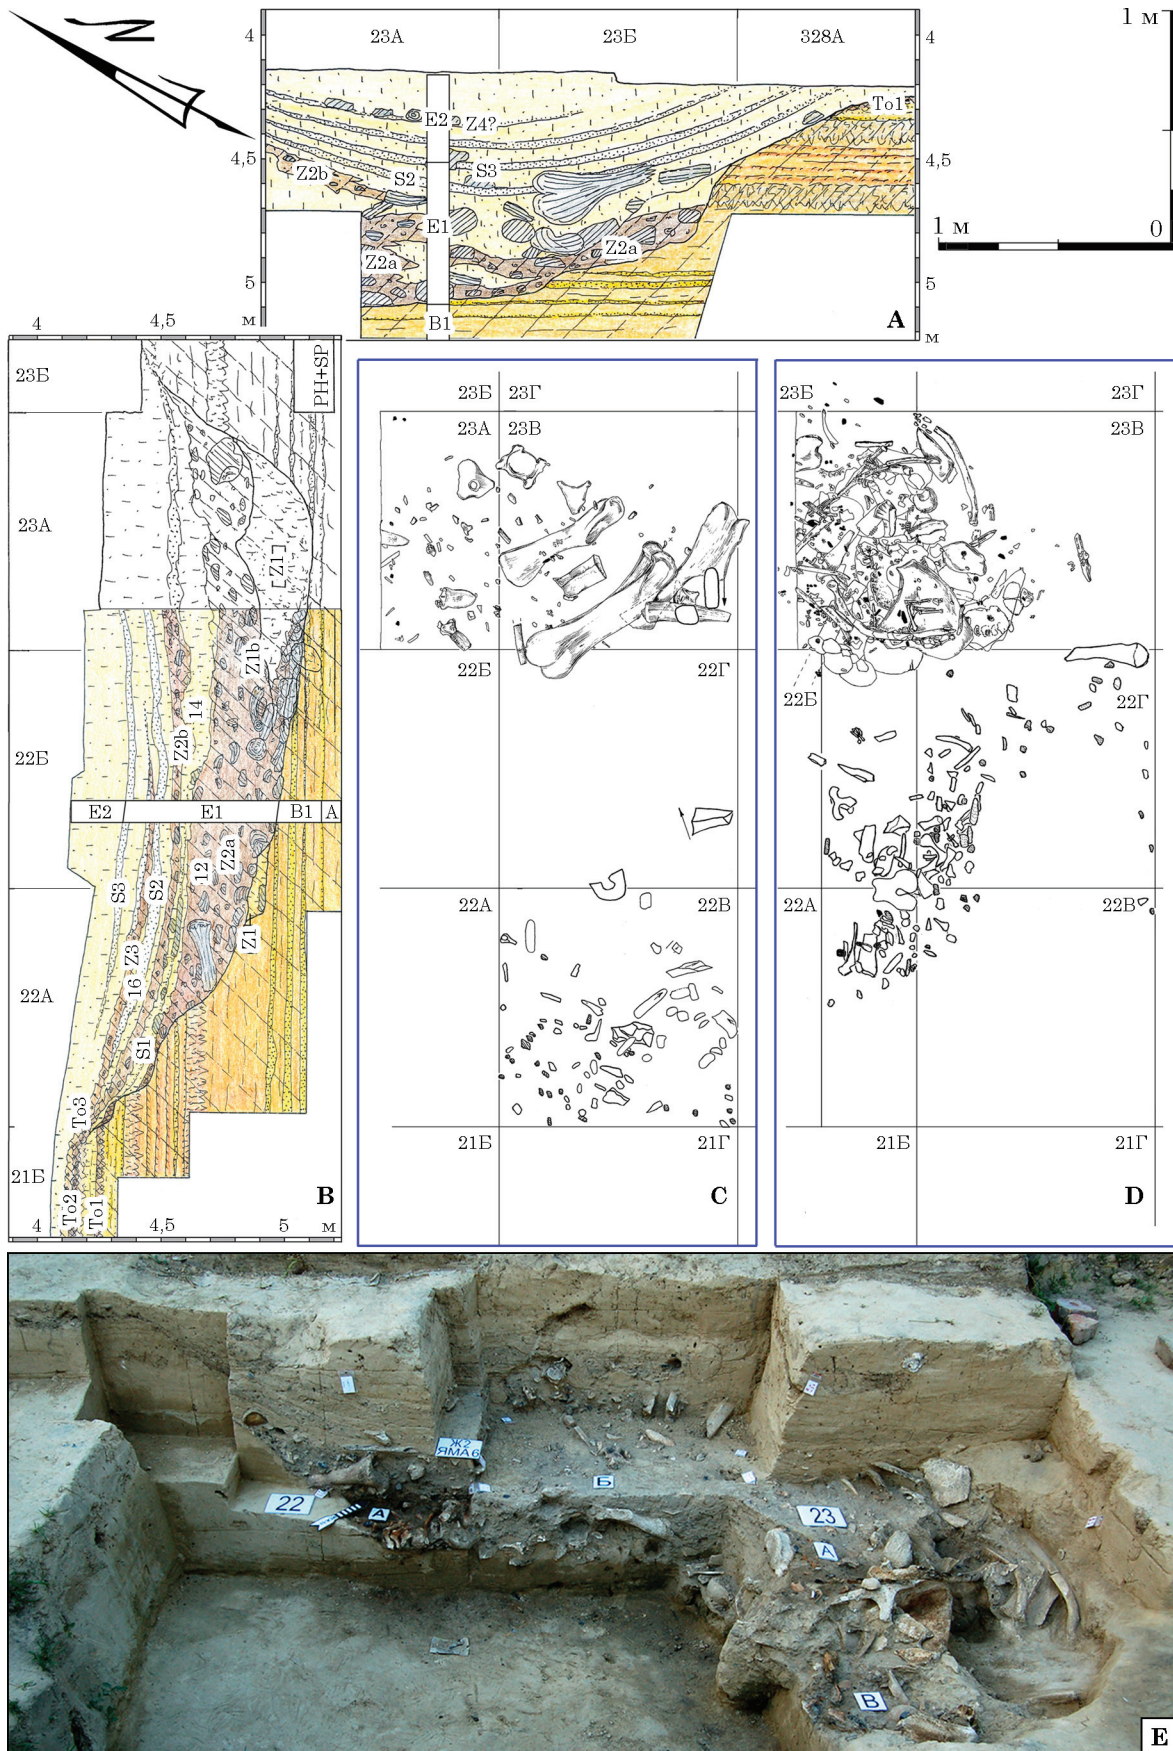 N
4
23А
23Б
328А
4
1 м
E2
Z4?
To1
4,5
4,5
Z2b
S2
S3
E1
Z2a
Z2a
1 м
0
5
5
м
B1
A
м
4
4,5
23Б
PH+SP
23А
Z1
Z1b
14
Z2b
22Б
E2
E1
B1
A
12
Z2a
S3
S2
Z3
Z1
16
22А
S1
To3
21Б
To2
To1
B
4
4,5
5
м
23Б
23Г
23А
23В
22Б
22Г
22А
22В
21Б
21Г
C
23Б
23Г
23В
22Б
22Г
22А
22В
21Б
21Г
D
Ж2
ЯМА6
Б
22
А
23
А
В
E